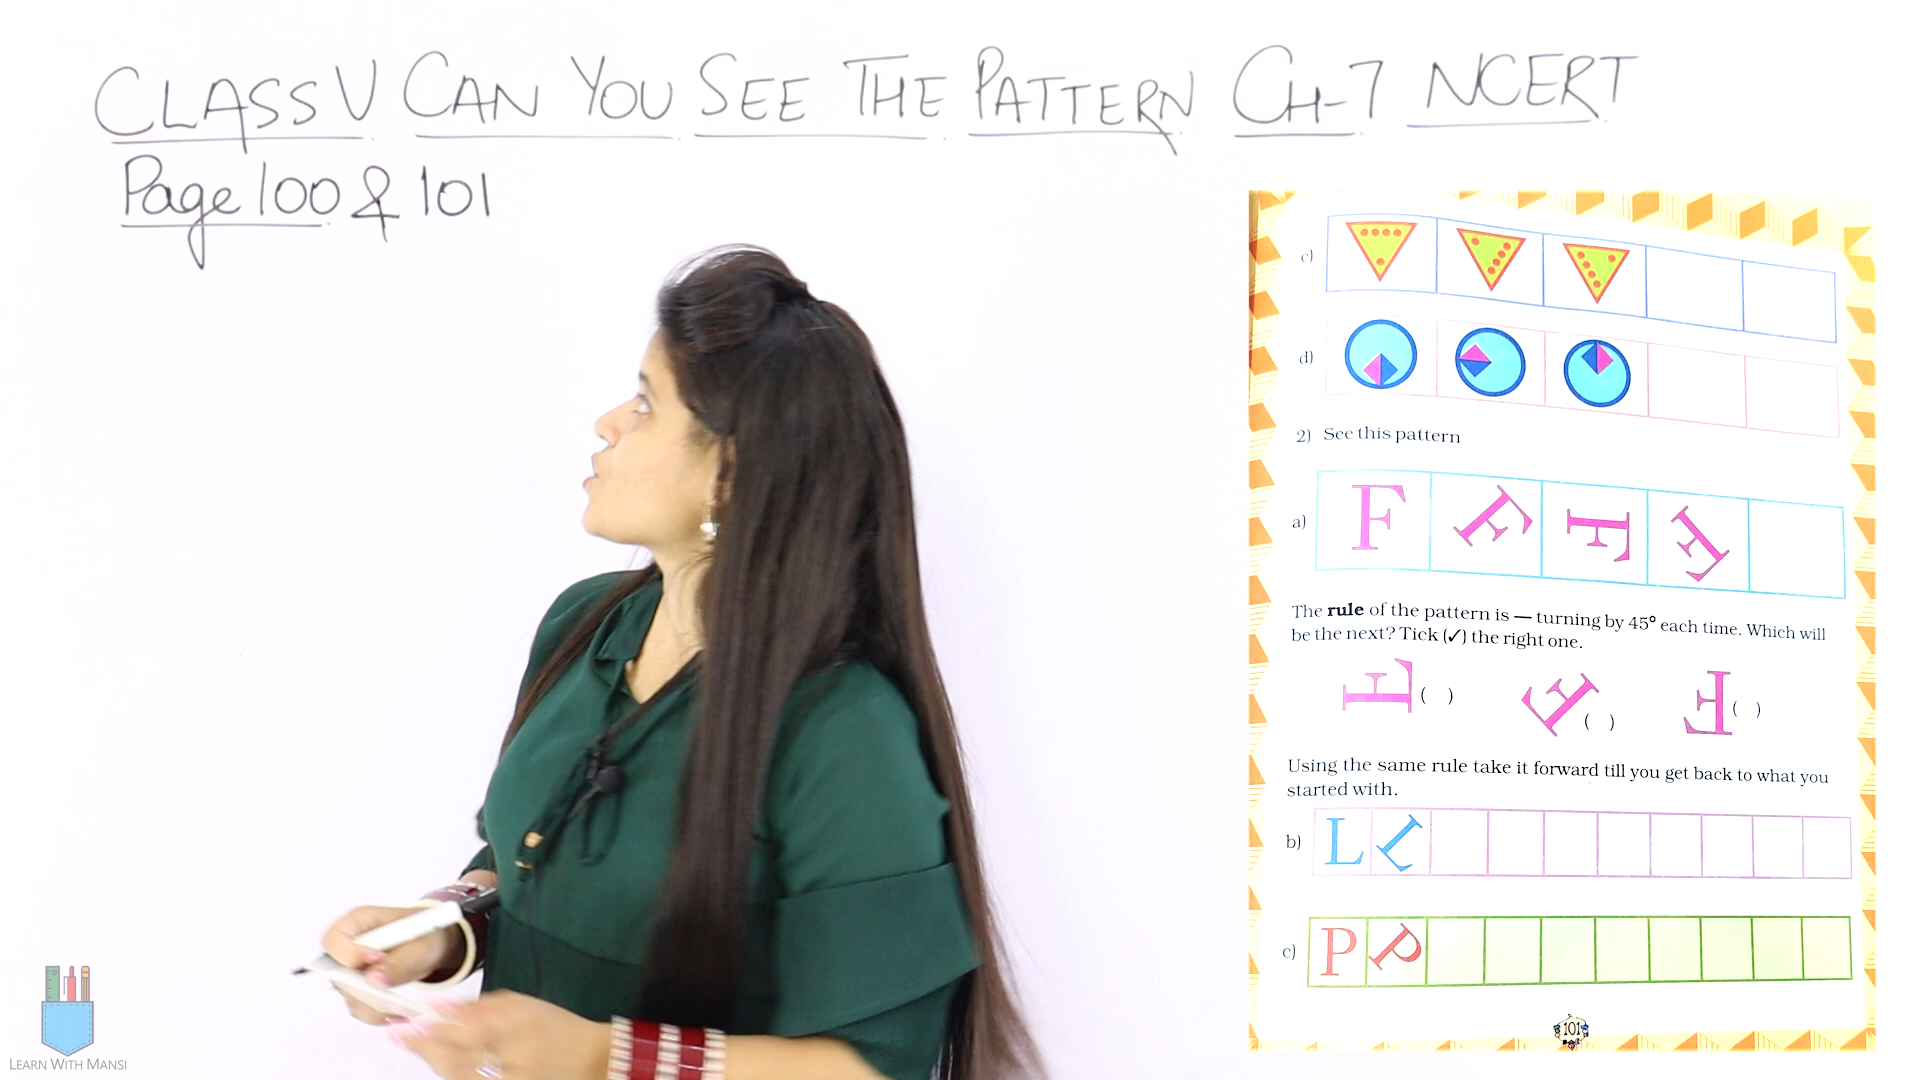 CLASS V CAN YOU SEE THE PATTERN CH-7 NCERT
Page 100 & 101
c)
d)
2) See this pattern
a) F F F F
The rule of the pattern is — turning by 45° each time. Which will
be the next? Tick (✓) the right one.
F ( ) F ( ) F ( )
Using the same rule take it forward till you get back to what you
started with.
b) L L
c) P P
101
LEARN WITH MANSI